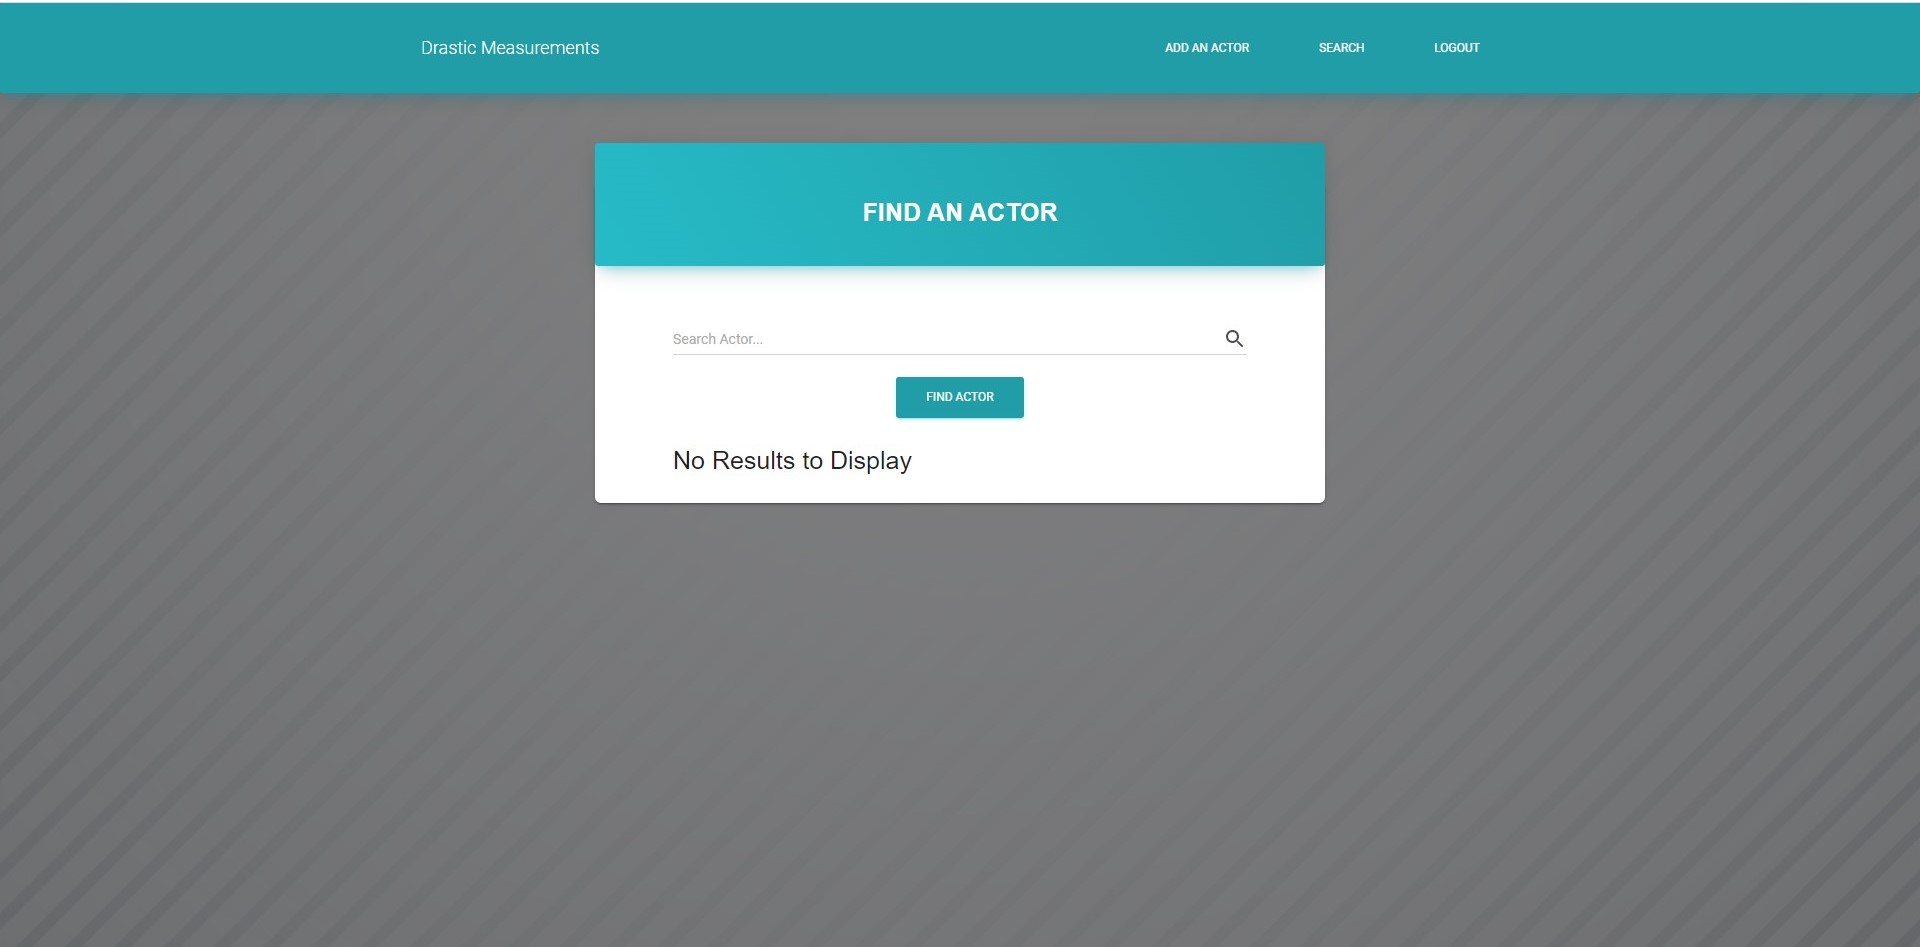 Drastic Measurements
ADD AN ACTOR
SEARCH
LOGOUT
FIND AN ACTOR
Search Actor...
FIND ACTOR
No Results to Display